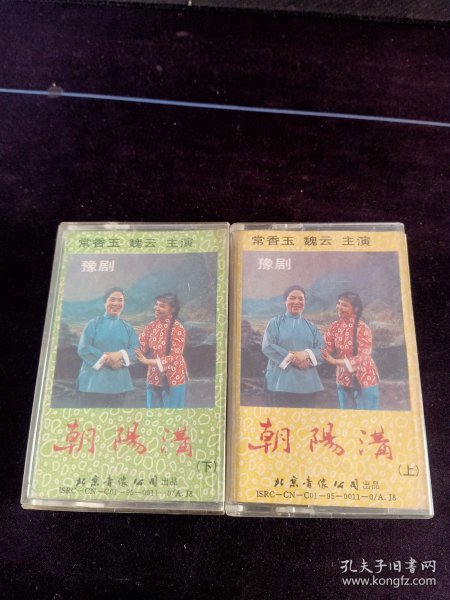 常香玉 魏云 主演
豫剧
朝陽溝
(下)
北京音像公司出品
ISRC-CN-C01-95-0011-0/A.J8
常香玉 魏云 主演
豫剧
朝陽溝
(上)
北京音像公司出品
ISRC-CN-C01-95-0011-0/A.J8
孔夫子旧书网
www.kongfz.com